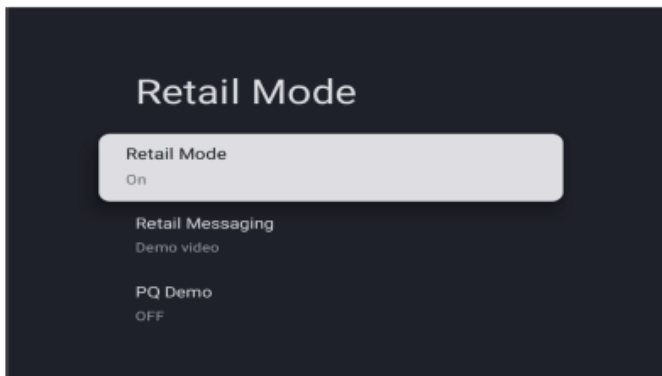 Retail Mode
Retail Mode
On
Retail Messaging
Demo video
PQ Demo
OFF